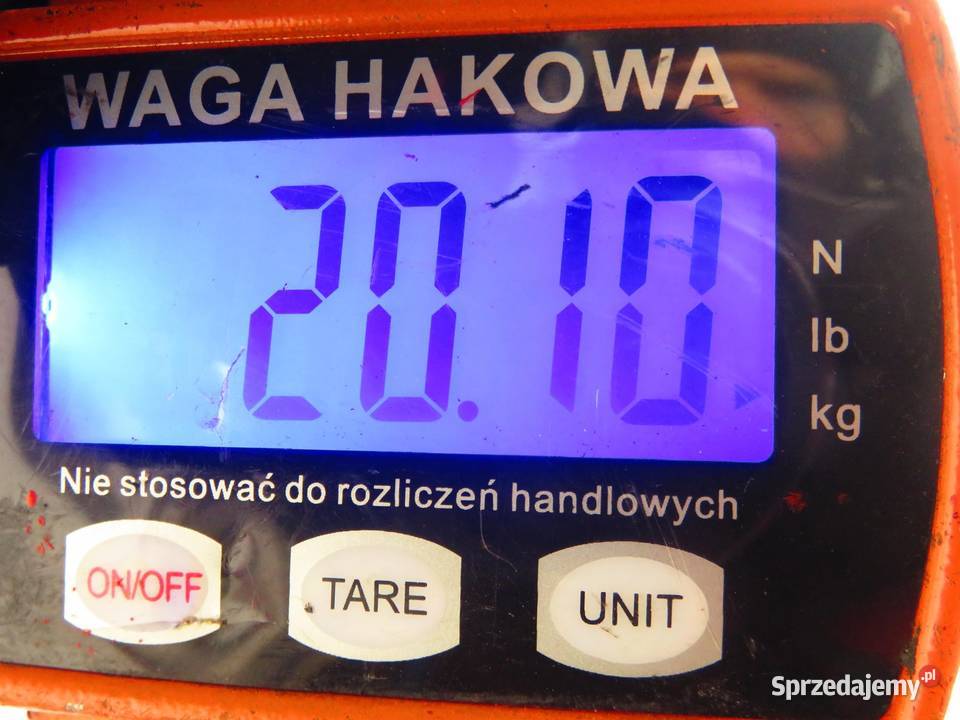 WAGA HAKOWA
20.10
N
lb
kg
Nie stosować do rozliczeń handlowych
ON/OFF TARE UNIT
Sprzedajemy.pl